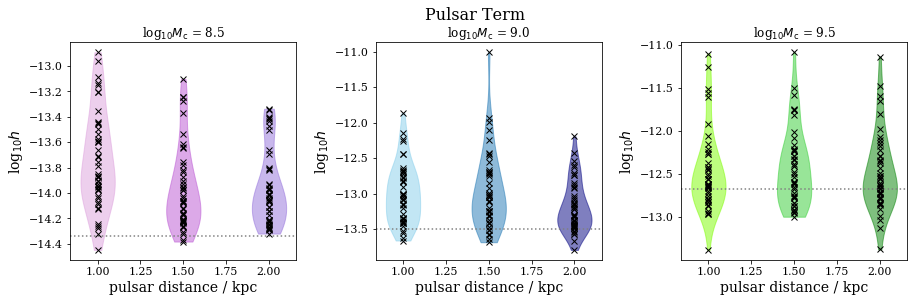 Pulsar Term
log₁₀M_c = 8.5
log₁₀h
−13.0
−13.2
−13.4
−13.6
−13.8
−14.0
−14.2
−14.4
1.00 1.25 1.50 1.75 2.00
pulsar distance / kpc
log₁₀M_c = 9.0
log₁₀h
−11.0
−11.5
−12.0
−12.5
−13.0
−13.5
1.00 1.25 1.50 1.75 2.00
pulsar distance / kpc
log₁₀M_c = 9.5
log₁₀h
−11.0
−11.5
−12.0
−12.5
−13.0
1.00 1.25 1.50 1.75 2.00
pulsar distance / kpc